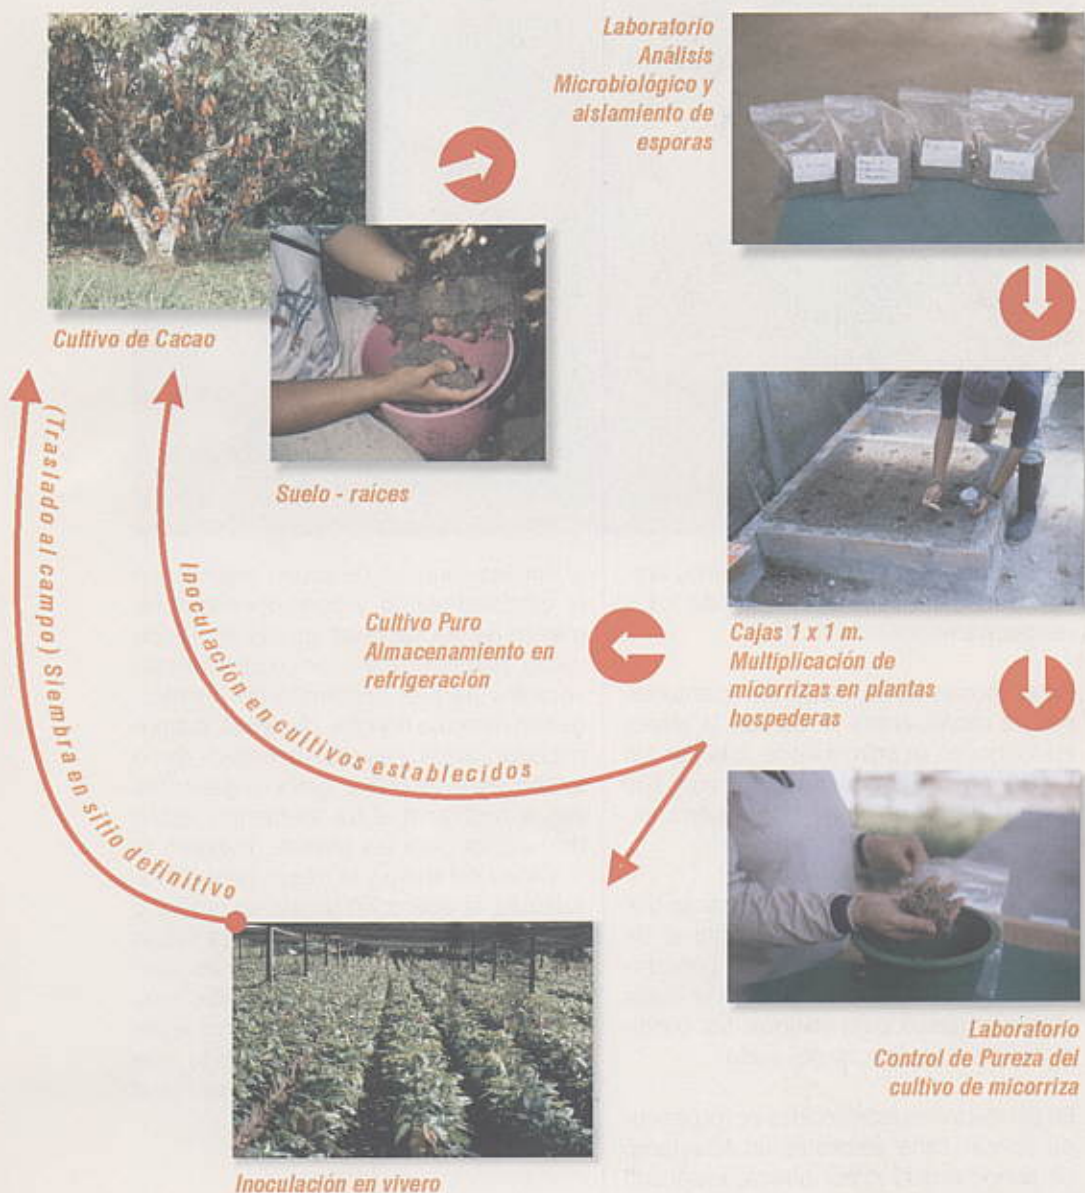 Laboratorio
Análisis
Microbiológico y
aislamiento de
esporas
Cultivo de Cacao
Suelo - raíces
Cajas 1 x 1 m.
Multiplicación de
micorrizas en plantas
hospederas
Cultivo Puro
Almacenamiento en
refrigeración
Inoculación en cultivos establecidos
(Traslado al campo) Siembra en sitio definitivo
Laboratorio
Control de Pureza del
cultivo de micorriza
Inoculación en vivero